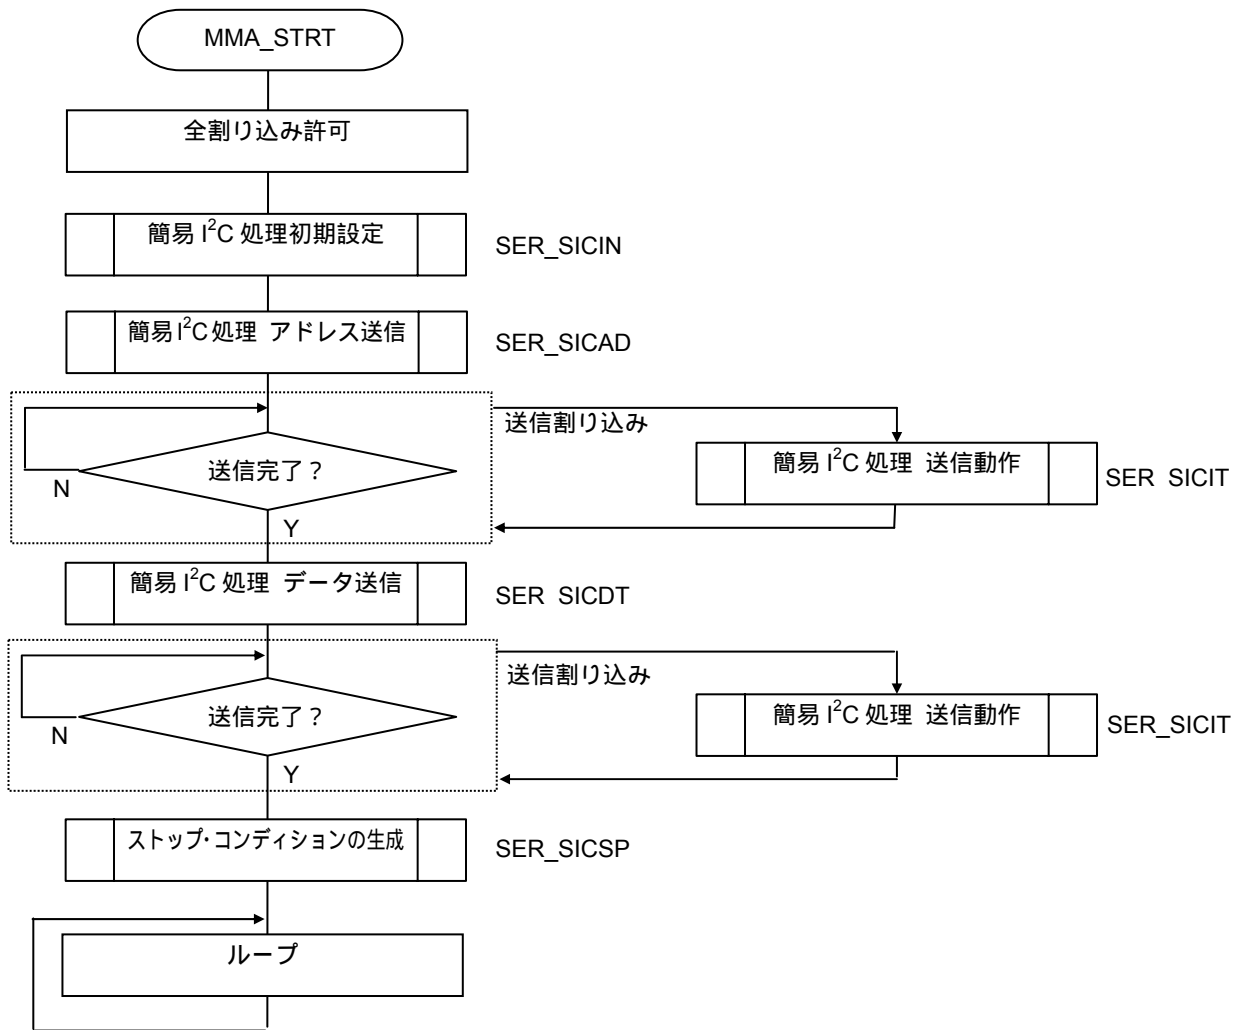 MMA_STRT
全割り込み許可
簡易 I²C 処理初期設定
SER_SICIN
簡易 I²C 処理 アドレス送信
SER_SICAD
送信割り込み
送信完了？
N
Y
簡易 I²C 処理 送信動作
SER SICIT
簡易 I²C 処理 データ送信
SER SICDT
送信割り込み
送信完了？
N
Y
簡易 I²C 処理 送信動作
SER_SICIT
ストップ・コンディションの生成
SER_SICSP
ループ